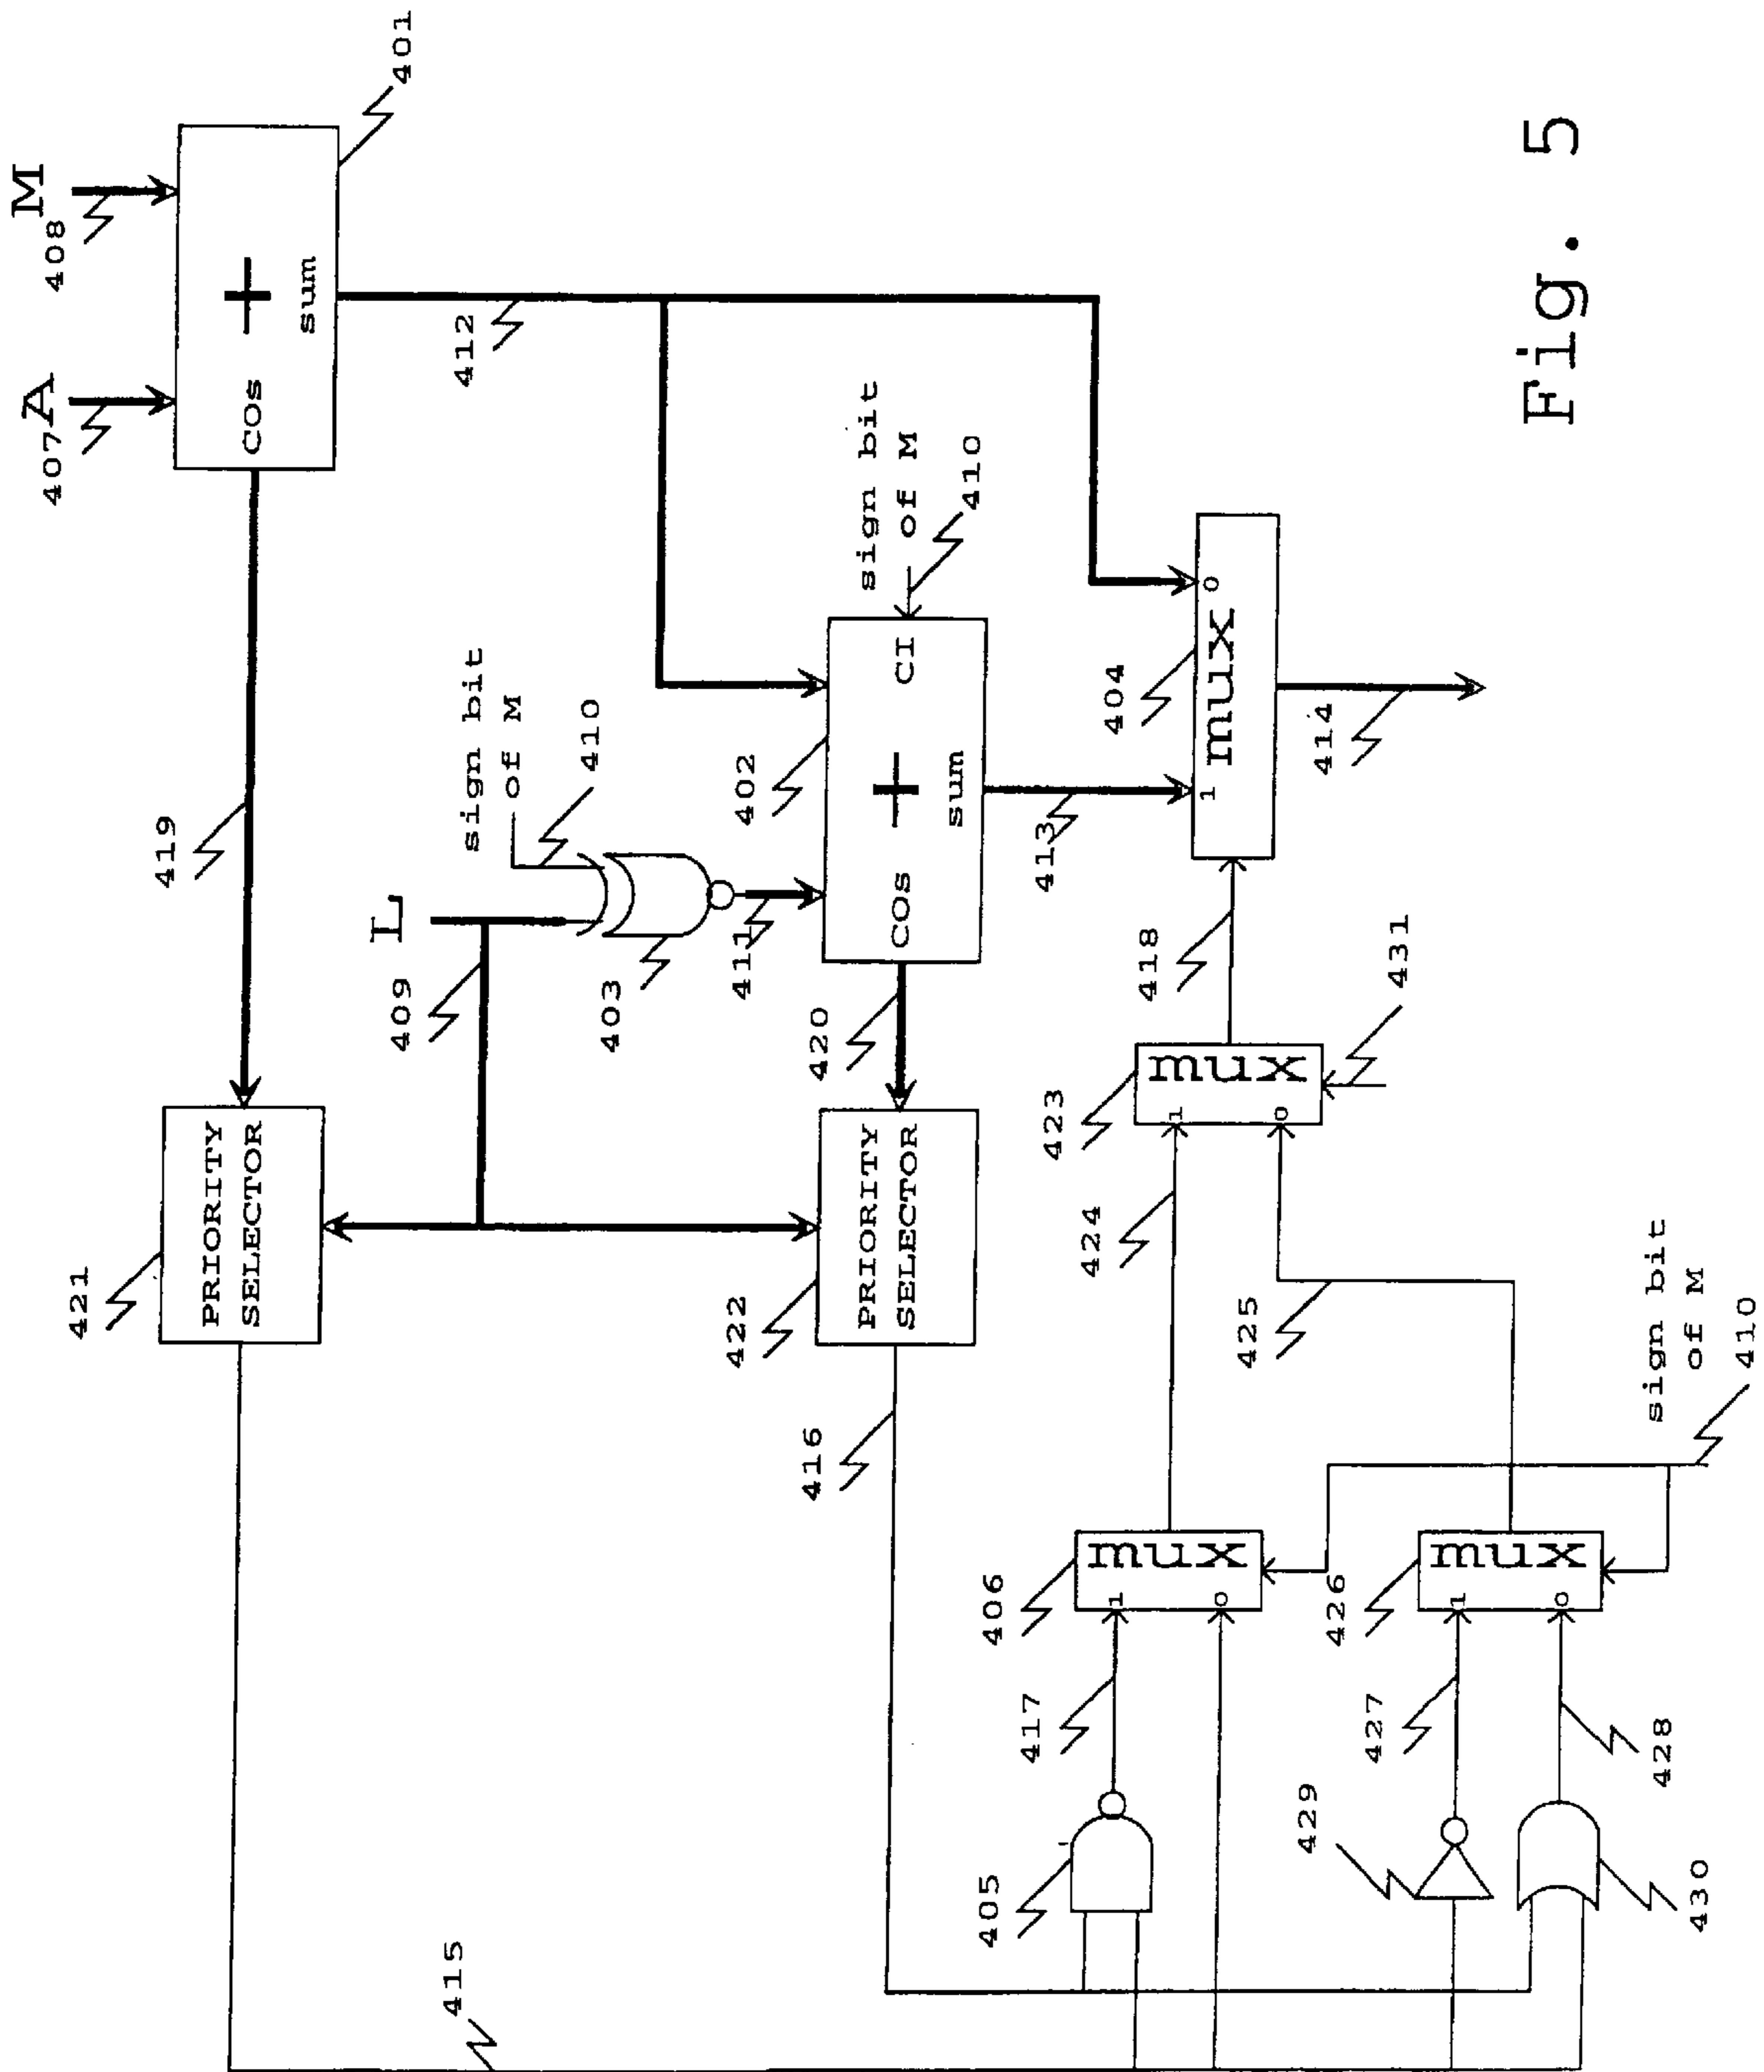 M
408
407
A
401
+
COs
sum
412
419
sign bit
of M
410
L
409
403
411
sign bit
of M
410
402
CI
+
COs
sum
420
413
404
1
mux
0
414
418
421
PRIORITY
SELECTOR
422
PRIORITY
SELECTOR
423
mux
1
0
431
424
425
416
415
sign bit
of M
410
406
mux
1
0
426
mux
1
0
417
427
428
405
429
430
Fig. 5